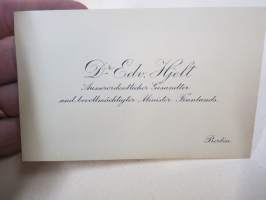 Dr Edv. Hjelt
Ausserordentlicher Gesandter
und bevollmächtigter Minister Finnlands.
Berlin